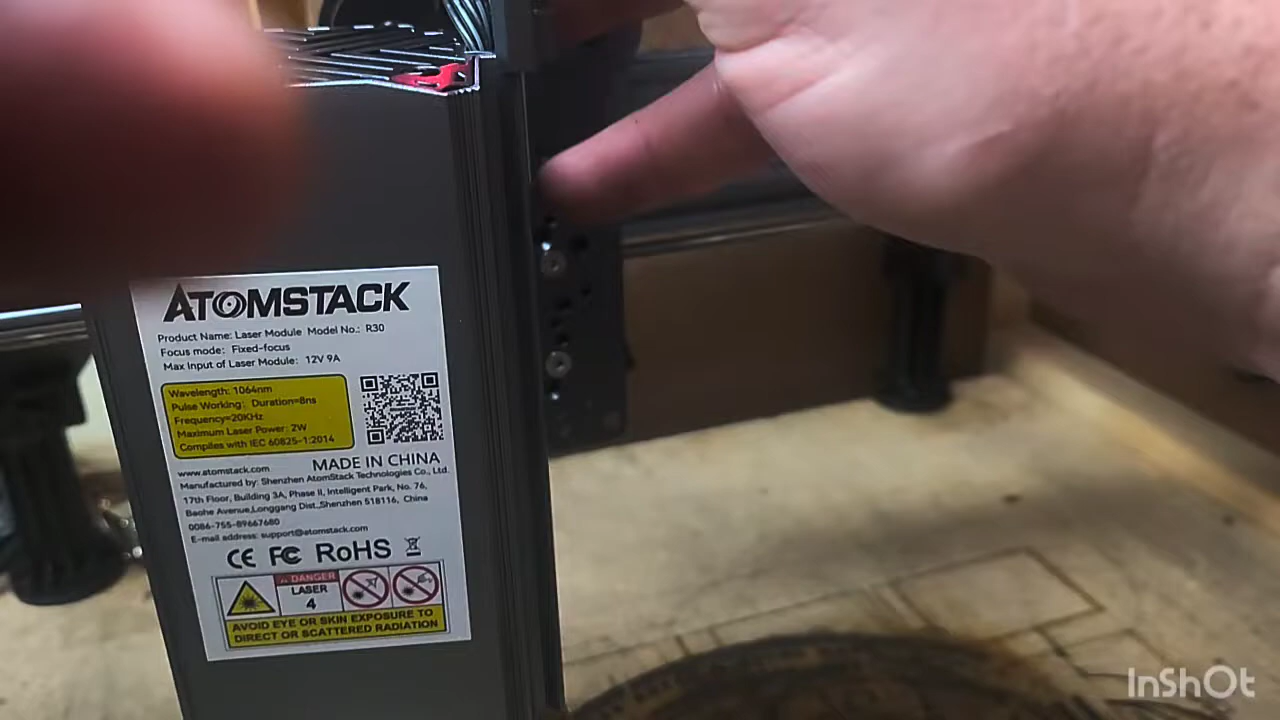 ATOMSTACK
Product Name: Laser Module Model No.: R30
Focus mode: Fixed-focus
Max Input of Laser Module: 12V 9A
Wavelength: 1064nm
Pulse Working: Duration=8ns
Frequency=20KHz
Maximum Laser Power: 2W
Compiles with IEC 60825-1:2014
www.atomstack.com MADE IN CHINA
Manufactured by: Shenzhen AtomStack Technologies Co., Ltd.
17th Floor, Building 3A, Phase II, Intelligent Park, No. 76,
Baohe Avenue,Longgang Dist.,Shenzhen 518116, China
0086-755-89667680
E-mail address: support@atomstack.com
CE FC RoHS
DANGER
LASER
4
AVOID EYE OR SKIN EXPOSURE TO
DIRECT OR SCATTERED RADIATION
InShOt